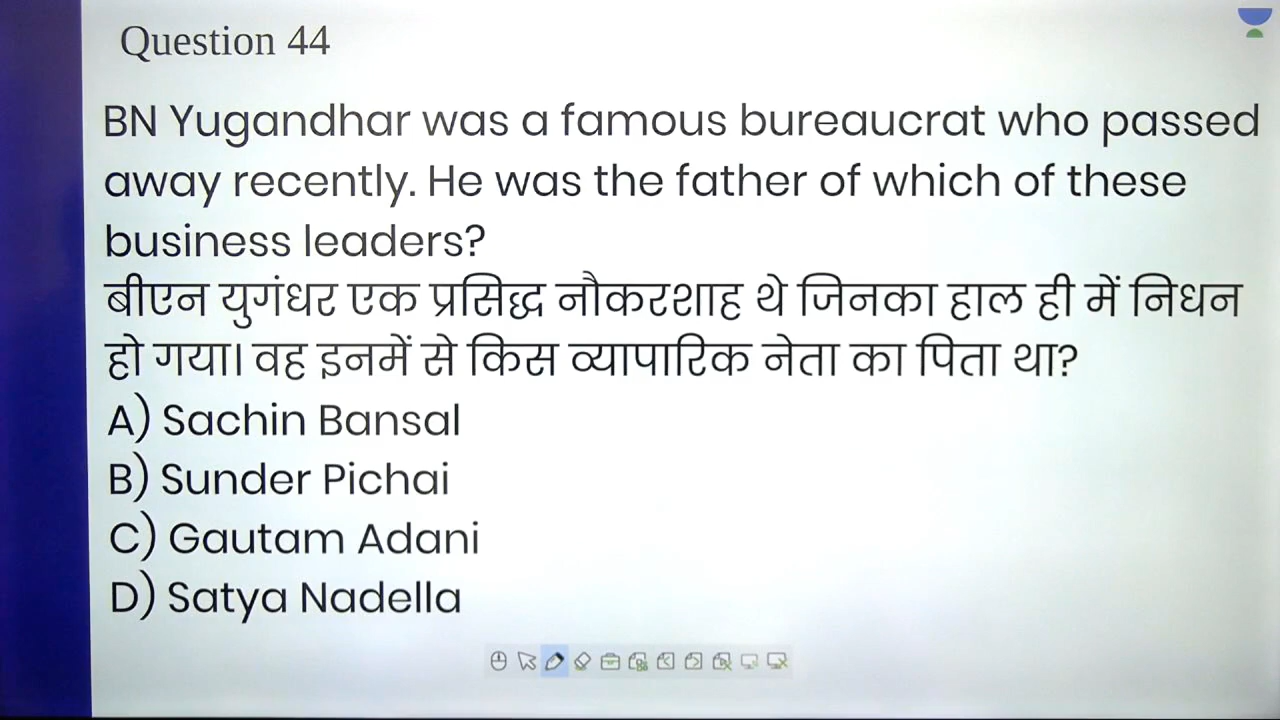 Question 44
BN Yugandhar was a famous bureaucrat who passed
away recently. He was the father of which of these
business leaders?
बीएन युगंधर एक प्रसिद्ध नौकरशाह थे जिनका हाल ही में निधन
हो गया। वह इनमें से किस व्यापारिक नेता का पिता था?
A) Sachin Bansal
B) Sunder Pichai
C) Gautam Adani
D) Satya Nadella